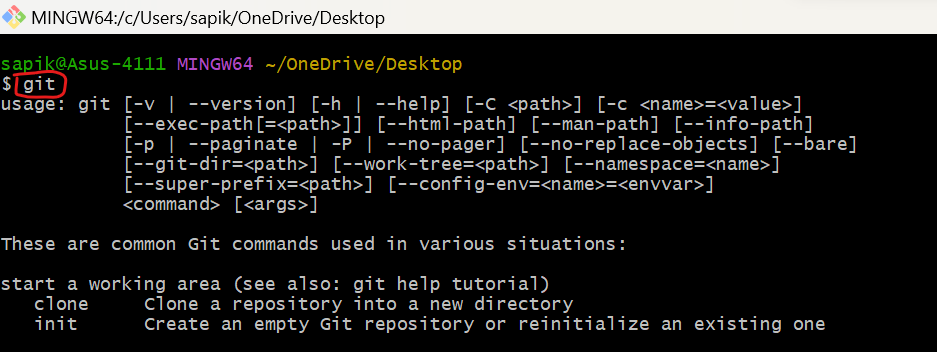 MINGW64:/c/Users/sapik/OneDrive/Desktop
sapik@Asus-4111 MINGW64 ~/OneDrive/Desktop
$ git
usage: git [-v | --version] [-h | --help] [-C <path>] [-c <name>=<value>]
           [--exec-path[=<path>]] [--html-path] [--man-path] [--info-path]
           [-p | --paginate | -P | --no-pager] [--no-replace-objects] [--bare]
           [--git-dir=<path>] [--work-tree=<path>] [--namespace=<name>]
           [--super-prefix=<path>] [--config-env=<name>=<envvar>]
           <command> [<args>]
These are common Git commands used in various situations:
start a working area (see also: git help tutorial)
   clone     Clone a repository into a new directory
   init      Create an empty Git repository or reinitialize an existing one